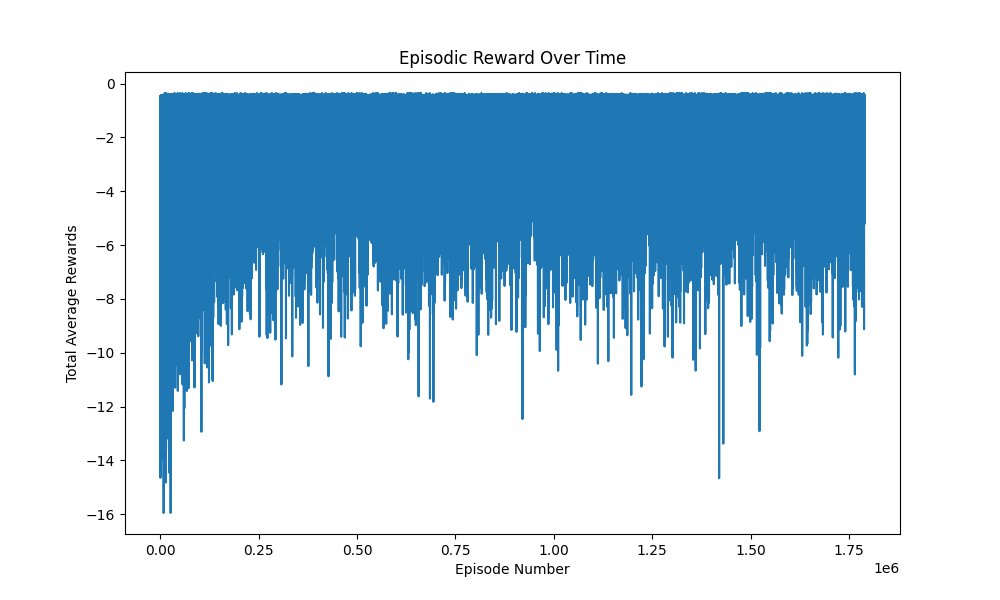 Episodic Reward Over Time
Total Average Rewards
0
−2
−4
−6
−8
−10
−12
−14
−16
0.00 0.25 0.50 0.75 1.00 1.25 1.50 1.75
1e6
Episode Number